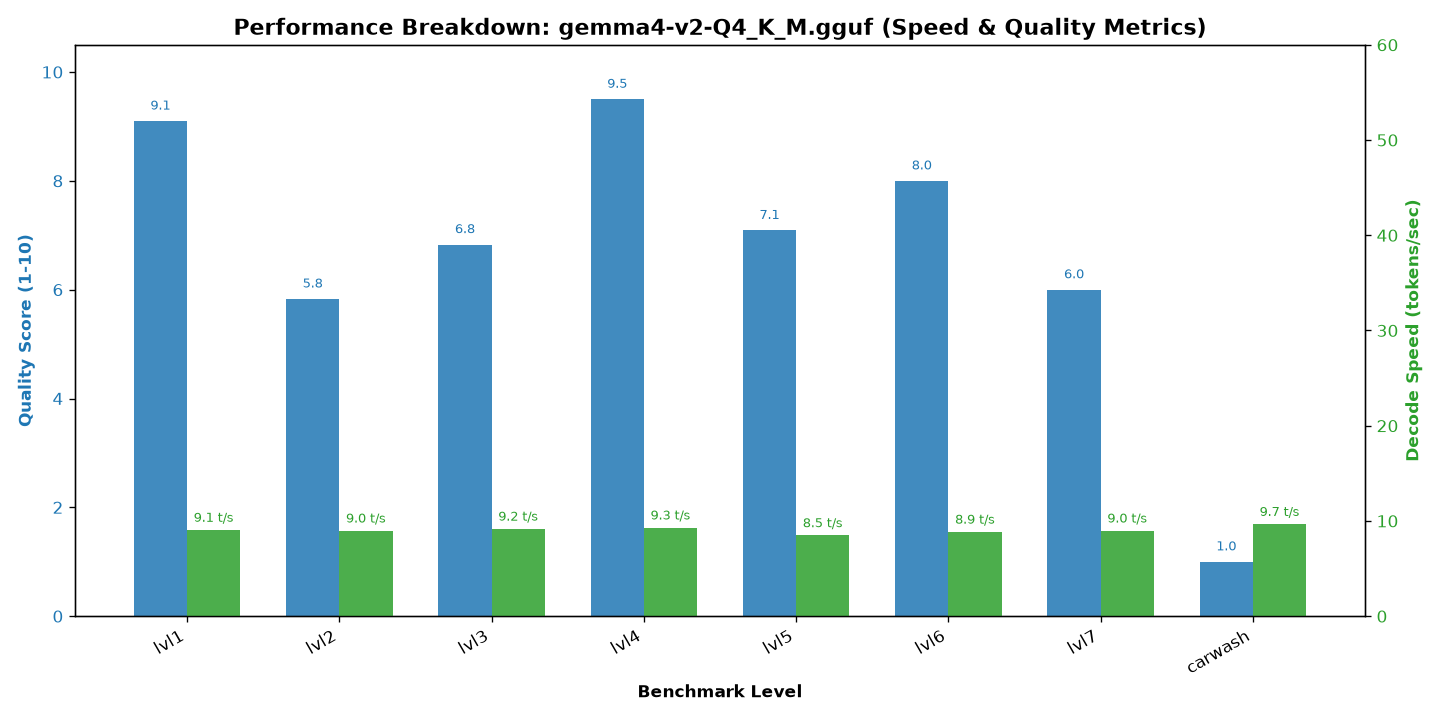 Performance Breakdown: gemma4-v2-Q4_K_M.gguf (Speed & Quality Metrics)
Quality Score (1-10)
10
8
6
4
2
0
9.1
5.8
6.8
9.5
7.1
8.0
6.0
1.0
9.1 t/s
9.0 t/s
9.2 t/s
9.3 t/s
8.5 t/s
8.9 t/s
9.0 t/s
9.7 t/s
60
50
40
30
20
10
0
Decode Speed (tokens/sec)
lvl1
lvl2
lvl3
lvl4
lvl5
lvl6
lvl7
carwash
Benchmark Level